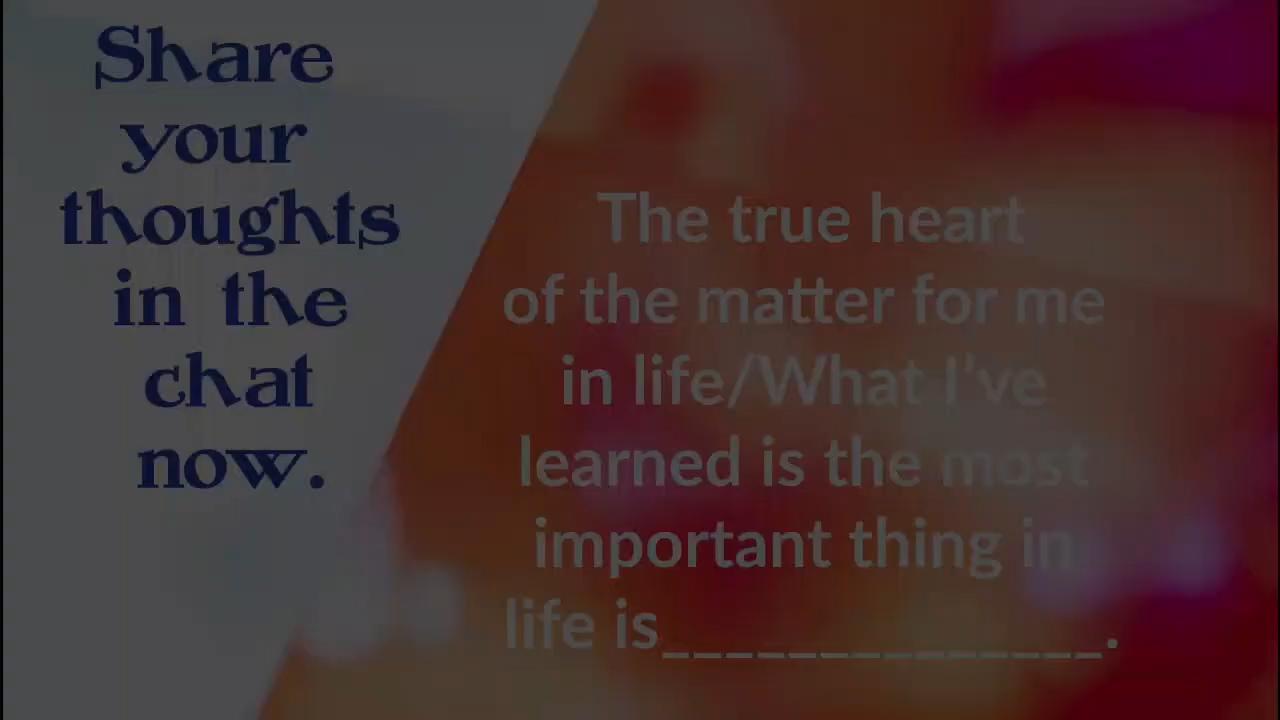 Share
your
thoughts
in the
chat
now.
The true heart
of the matter for me
in life/What I've
learned is the most
important thing in
life is______________.